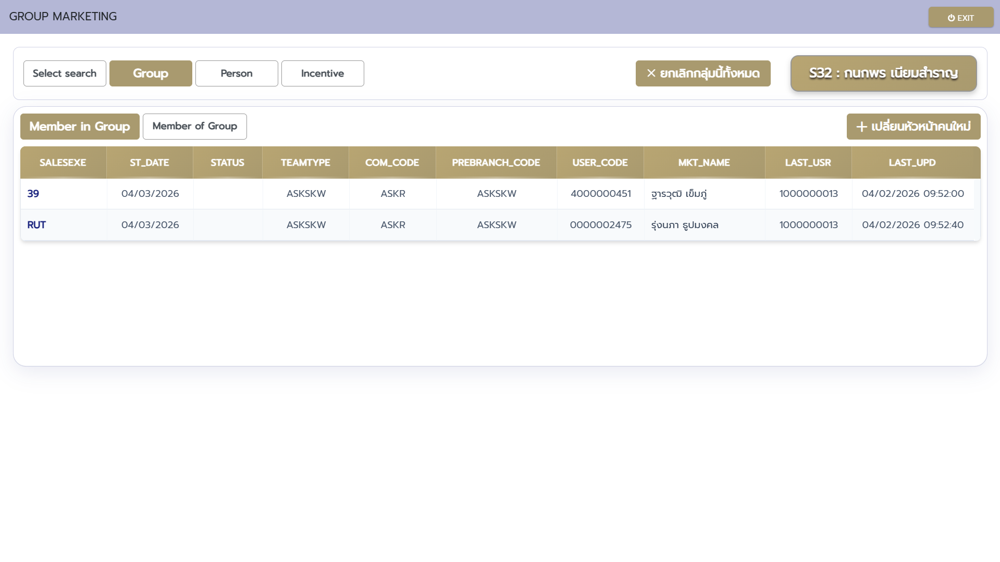 GROUP MARKETING
EXIT
Select search Group Person Incentive ยกเลิกกลุ่มนี้ทั้งหมด S32 : กนกพร เนียมสำราญ
Member in Group Member of Group เปลี่ยนหัวหน้าคนใหม่
SALESEXE ST_DATE STATUS TEAMTYPE COM_CODE PREBRANCH_CODE USER_CODE MKT_NAME LAST_USR LAST_UPD
39 04/03/2026 ASKSKW ASKR ASKSKW 4000000451 ฐารวุฒิ เข็มภู่ 1000000013 04/02/2026 09:52:00
RUT 04/03/2026 ASKSKW ASKR ASKSKW 0000002475 รุ่งนภา ธูปมงคล 1000000013 04/02/2026 09:52:40